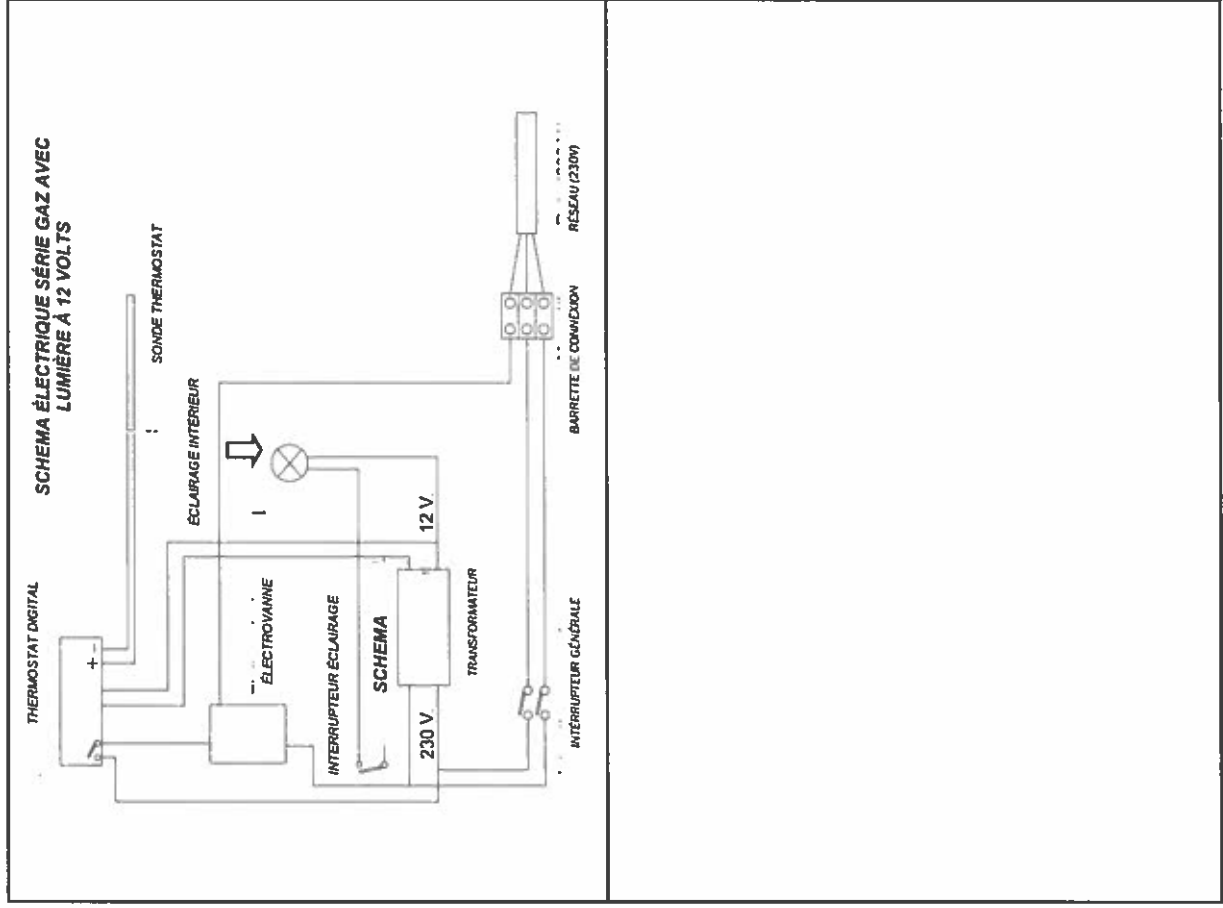 SCHEMA ÉLECTRIQUE SÉRIE GAZ AVEC
LUMIÈRE À 12 VOLTS
THERMOSTAT DIGITAL
+ -
SONDE THERMOSTAT
ÉCLAIRAGE INTÉRIEUR
ÉLECTROVANNE
INTERRUPTEUR ÉCLAIRAGE
SCHEMA
230 V.
12 V.
TRANSFORMATEUR
INTÉRRUPTEUR GÉNÉRALE
BARRETTE DE CONNEXION
RÉSEAU (230V)